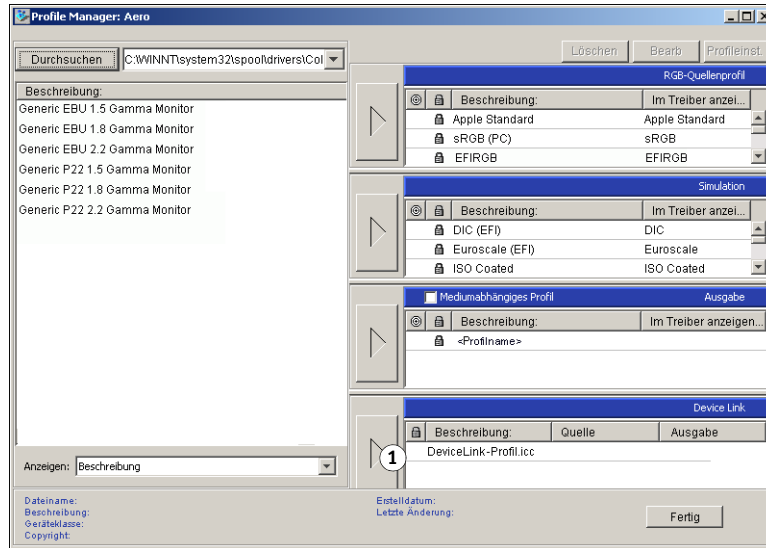 Profile Manager: Aero
Löschen Bearb Profileinst.
Durchsuchen C:\WINNT\system32\spool\drivers\Col
Beschreibung:
Generic EBU 1.5 Gamma Monitor
Generic EBU 1.8 Gamma Monitor
Generic EBU 2.2 Gamma Monitor
Generic P22 1.5 Gamma Monitor
Generic P22 1.8 Gamma Monitor
Generic P22 2.2 Gamma Monitor
Anzeigen: Beschreibung
RGB-Quellenprofil
Beschreibung: Im Treiber anzei...
Apple Standard Apple Standard
sRGB (PC) sRGB
EFIRGB EFIRGB
Simulation
Beschreibung: Im Treiber anzei...
DIC (EFI) DIC
Euroscale (EFI) Euroscale
ISO Coated ISO Coated
Mediumabhängiges Profil Ausgabe
Beschreibung: Im Treiber anzeigen...
<Profilname>
Device Link
Beschreibung: Quelle Ausgabe
DeviceLink-Profil.icc
1
Dateiname:
Beschreibung:
Geräteklasse:
Copyright:
Erstelldatum:
Letzte Änderung:
Fertig